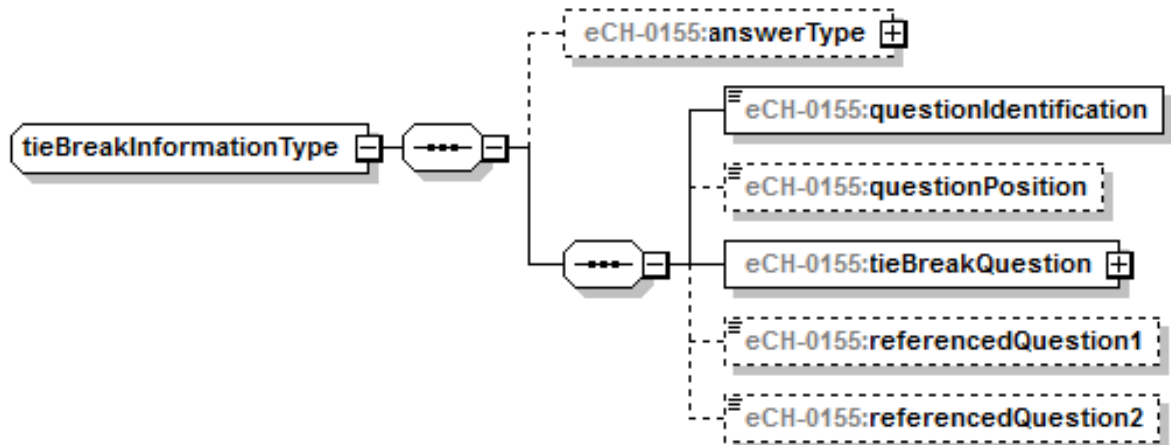 eCH-0155:answerType
eCH-0155:questionIdentification
tieBreakInformationType
eCH-0155:questionPosition
eCH-0155:tieBreakQuestion
eCH-0155:referencedQuestion1
eCH-0155:referencedQuestion2